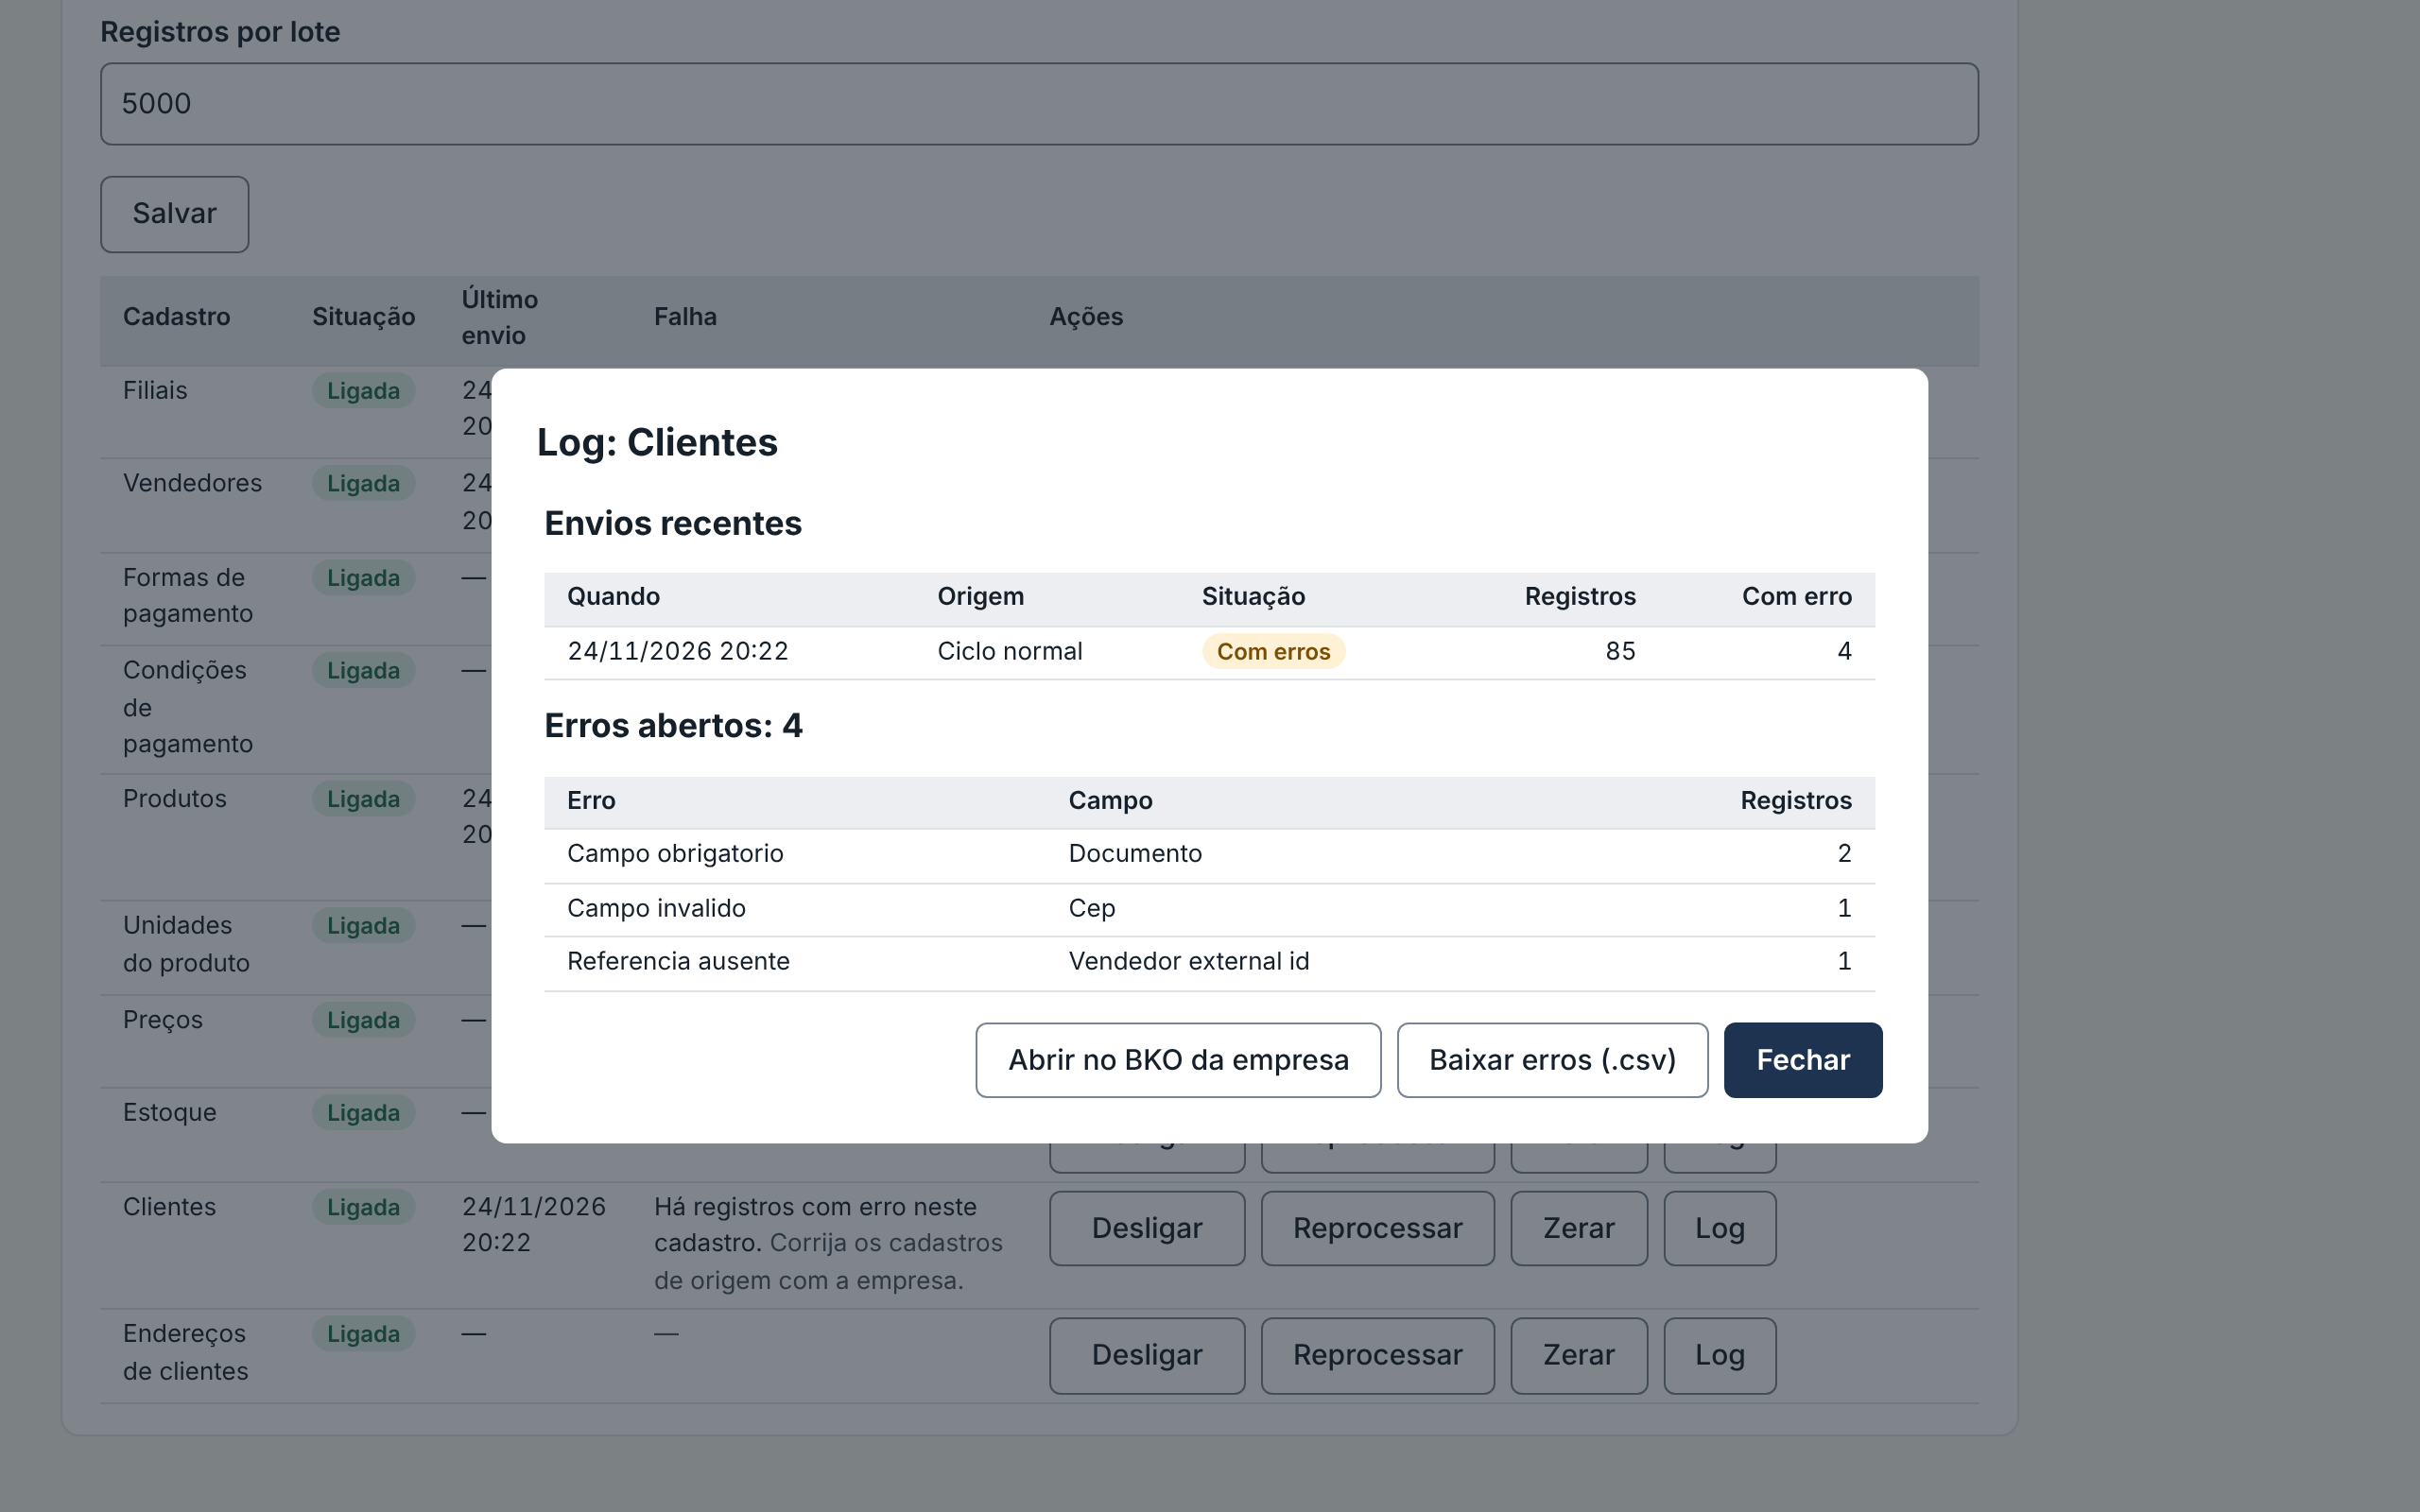 Registros por lote
5000
Salvar
Cadastro Situação Último envio Falha Ações
Filiais Ligada 24
20
Vendedores Ligada 24
20
Formas de pagamento Ligada —
Condições de pagamento Ligada —
Produtos Ligada 24
20
Unidades do produto Ligada —
Preços Ligada —
Estoque Ligada —
Log: Clientes
Envios recentes
Quando Origem Situação Registros Com erro
24/11/2026 20:22 Ciclo normal Com erros 85 4
Erros abertos: 4
Erro Campo Registros
Campo obrigatorio Documento 2
Campo invalido Cep 1
Referencia ausente Vendedor external id 1
Abrir no BKO da empresa Baixar erros (.csv) Fechar
Clientes Ligada 24/11/2026 Há registros com erro neste Desligar Reprocessar Zerar Log
20:22 cadastro. Corrija os cadastros
de origem com a empresa.
Endereços Ligada — — Desligar Reprocessar Zerar Log
de clientes